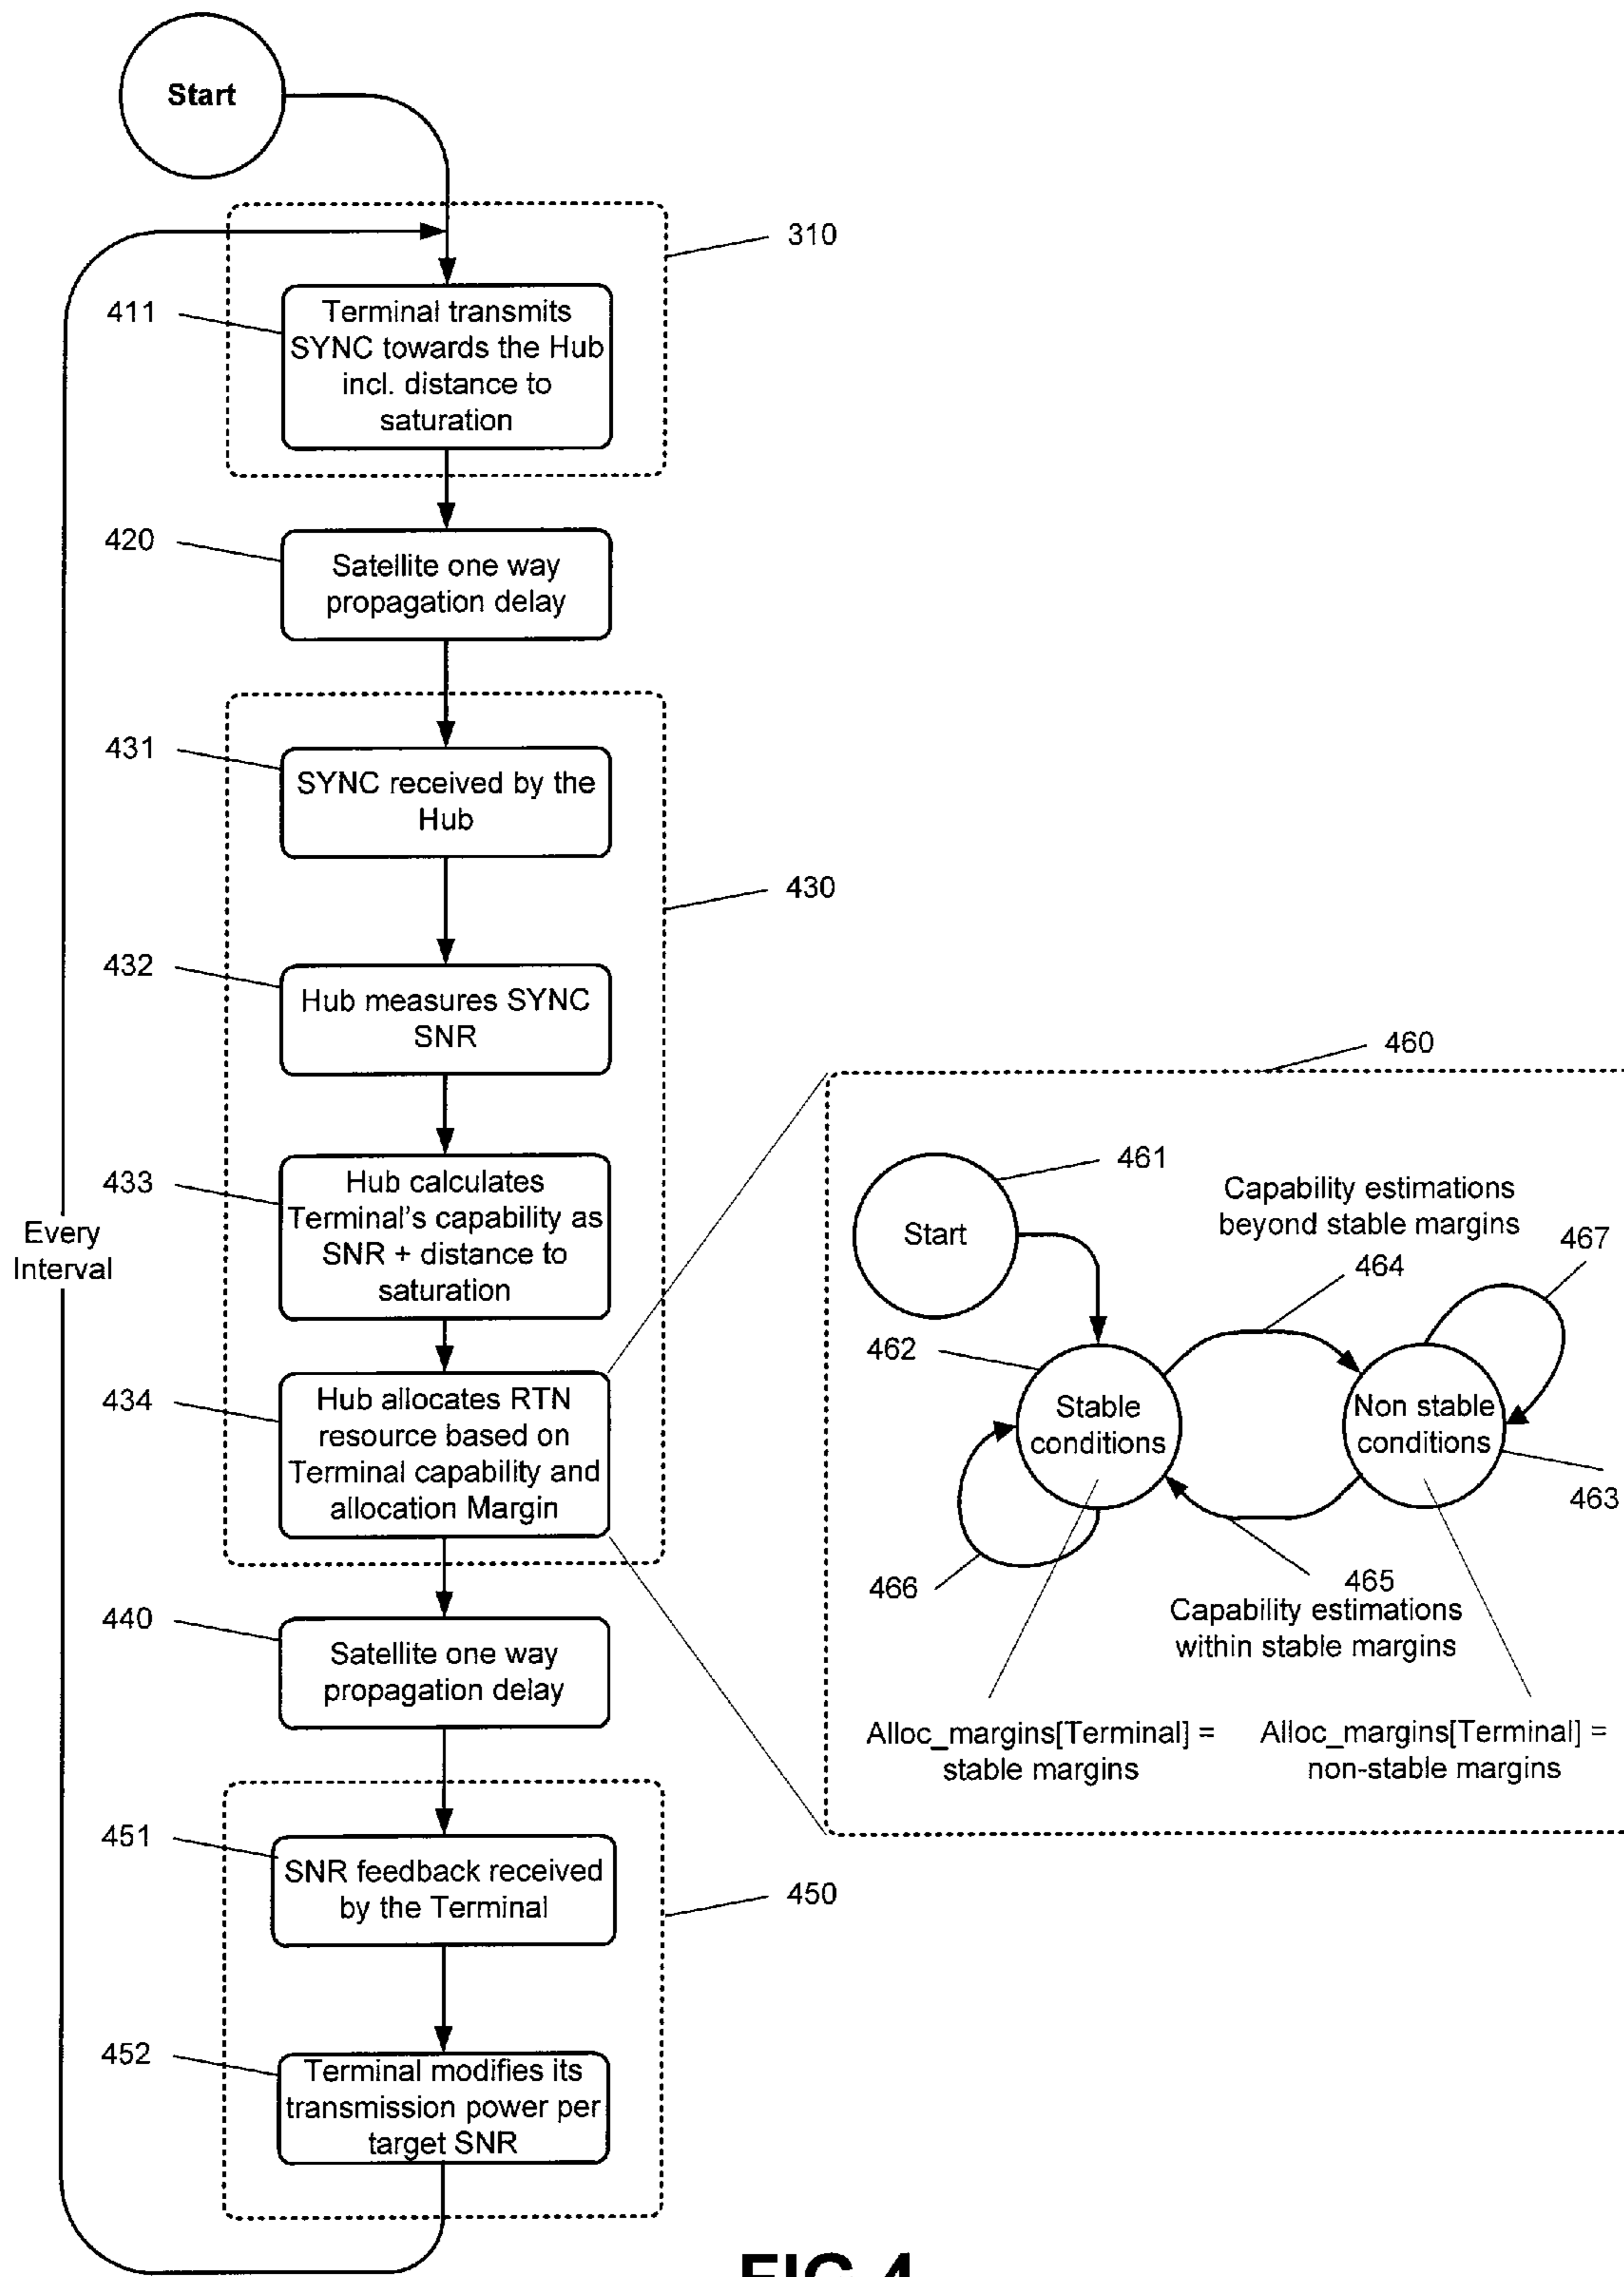 Start
310
411
Terminal transmits
SYNC towards the Hub
incl. distance to
saturation
420
Satellite one way
propagation delay
431
SYNC received by the
Hub
430
432
Hub measures SYNC
SNR
433
Hub calculates
Terminal's capability as
SNR + distance to
saturation
Every
Interval
434
Hub allocates RTN
resource based on
Terminal capability and
allocation Margin
440
Satellite one way
propagation delay
451
SNR feedback received
by the Terminal
450
452
Terminal modifies its
transmission power per
target SNR
460
461
Start
Capability estimations
beyond stable margins
464
467
462
Stable
conditions
Non stable
conditions
463
466
465
Capability estimations
within stable margins
Alloc_margins[Terminal] =
stable margins
Alloc_margins[Terminal] =
non-stable margins
FIG 4